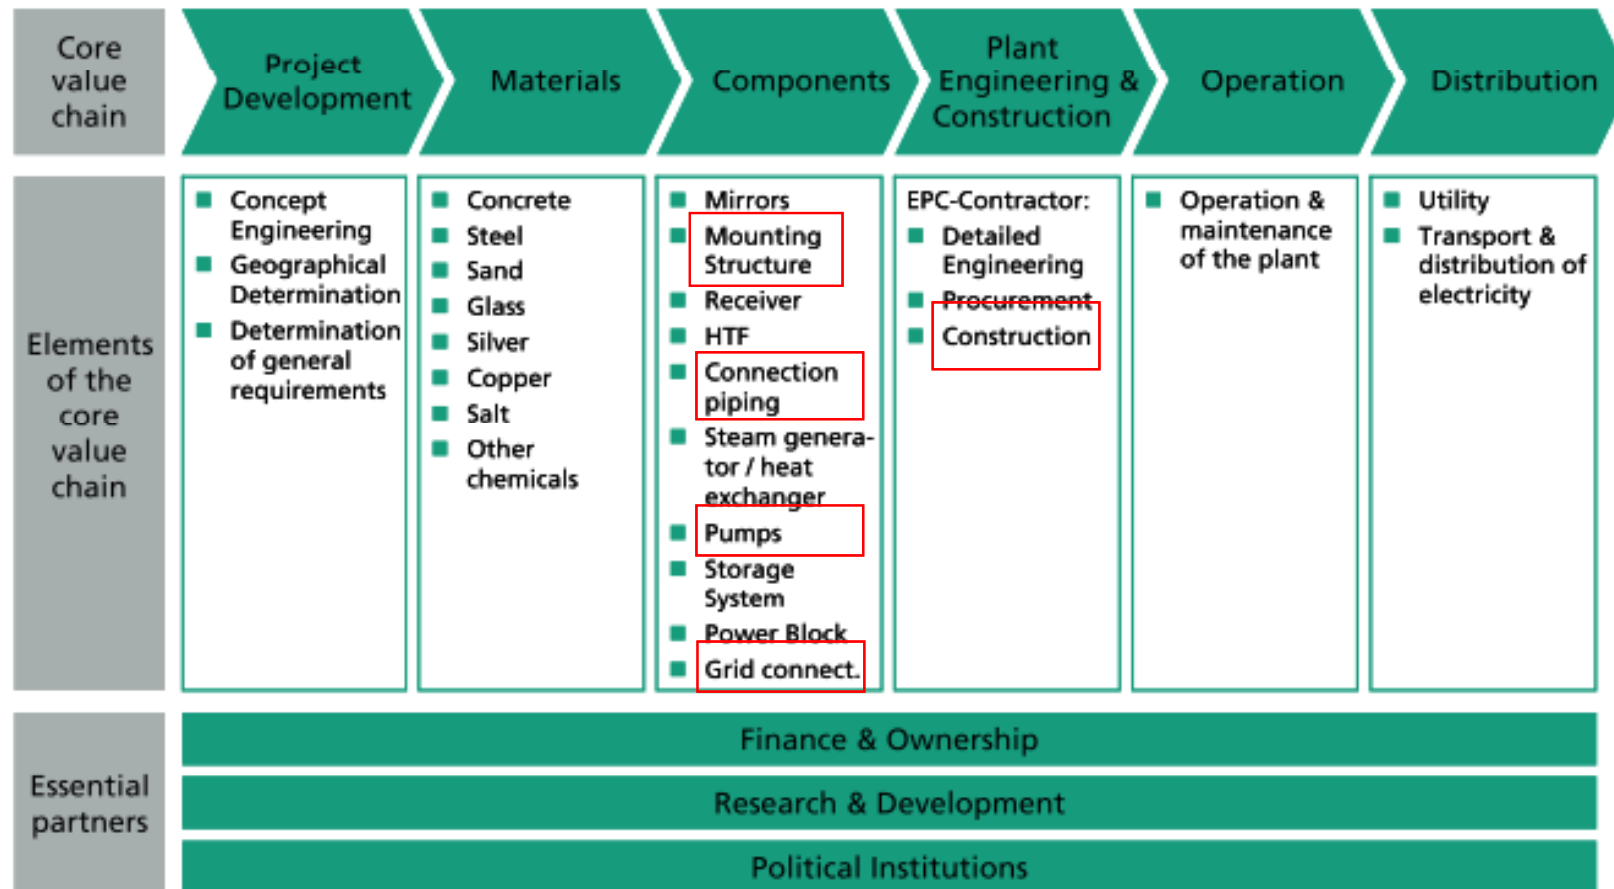 Core
value
chain
Project
Development
Materials
Components
Plant
Engineering &
Construction
Operation
Distribution
Elements
of the
core
value
chain
Concept
Engineering
Geographical
Determination
Determination
of general
requirements
Concrete
Steel
Sand
Glass
Silver
Copper
Salt
Other
chemicals
Mirrors
Mounting
Structure
Receiver
HTF
Connection
piping
Steam genera-
tor / heat
exchanger
Pumps
Storage
System
Power Block
Grid connect.
EPC-Contractor:
Detailed
Engineering
Procurement
Construction
Operation &
maintenance
of the plant
Utility
Transport &
distribution of
electricity
Essential
partners
Finance & Ownership
Research & Development
Political Institutions